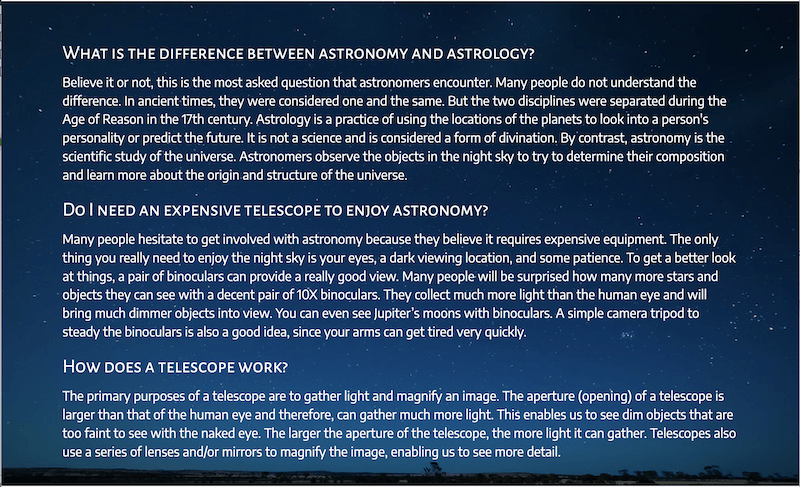 What is the difference between astronomy and astrology?
Believe it or not, this is the most asked question that astronomers encounter. Many people do not understand the
difference. In ancient times, they were considered one and the same. But the two disciplines were separated during the
Age of Reason in the 17th century. Astrology is a practice of using the locations of the planets to look into a person's
personality or predict the future. It is not a science and is considered a form of divination. By contrast, astronomy is the
scientific study of the universe. Astronomers observe the objects in the night sky to try to determine their composition
and learn more about the origin and structure of the universe.
Do I need an expensive telescope to enjoy astronomy?
Many people hesitate to get involved with astronomy because they believe it requires expensive equipment. The only
thing you really need to enjoy the night sky is your eyes, a dark viewing location, and some patience. To get a better look
at things, a pair of binoculars can provide a really good view. Many people will be surprised how many more stars and
objects they can see with a decent pair of 10X binoculars. They collect much more light than the human eye and will
bring much dimmer objects into view. You can even see Jupiter's moons with binoculars. A simple camera tripod to
steady the binoculars is also a good idea, since your arms can get tired very quickly.
How does a telescope work?
The primary purposes of a telescope are to gather light and magnify an image. The aperture (opening) of a telescope is
larger than that of the human eye and therefore, can gather much more light. This enables us to see dim objects that are
too faint to see with the naked eye. The larger the aperture of the telescope, the more light it can gather. Telescopes also
use a series of lenses and/or mirrors to magnify the image, enabling us to see more detail.